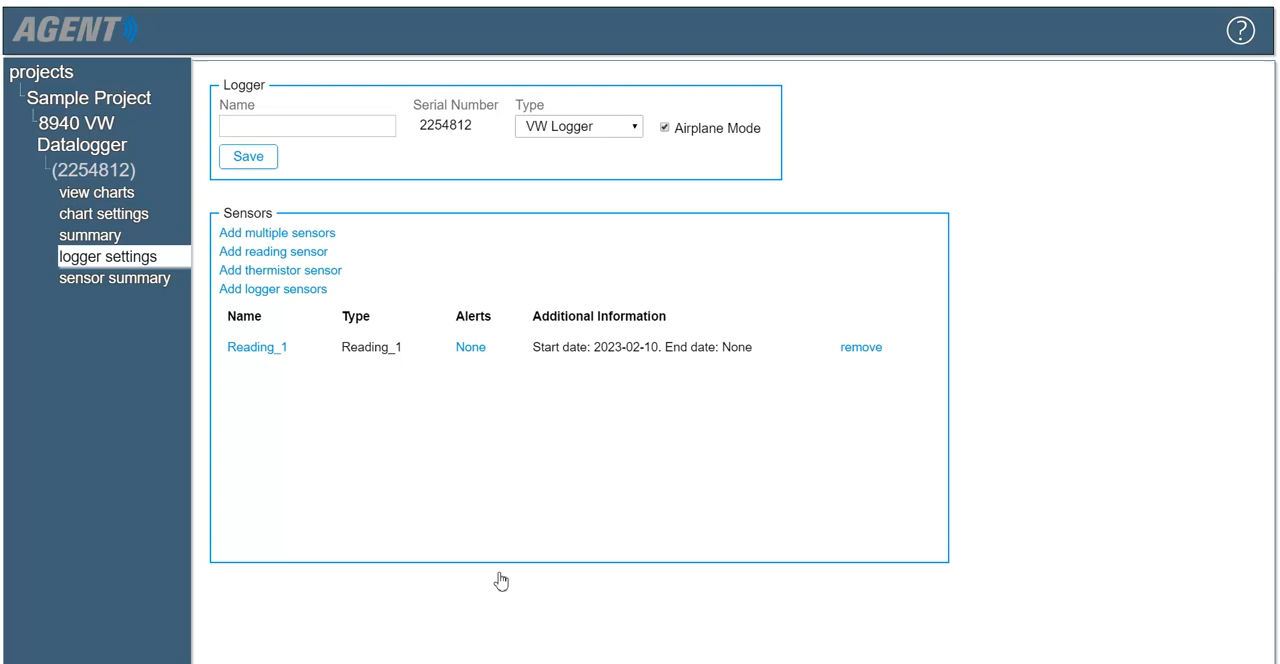 AGENT
?
projects
Sample Project
8940 VW
Datalogger
(2254812)
view charts
chart settings
summary
logger settings
sensor summary
Logger
Name Serial Number Type
2254812 VW Logger Airplane Mode
Save
Sensors
Add multiple sensors
Add reading sensor
Add thermistor sensor
Add logger sensors
Name Type Alerts Additional Information
Reading_1 Reading_1 None Start date: 2023-02-10. End date: None remove